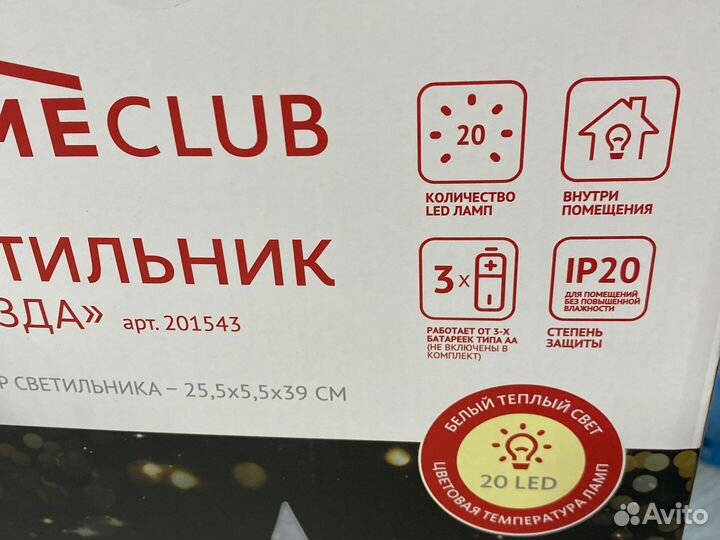 MECLUB
ТИЛЬНИК
ЗДА» арт. 201543
Р СВЕТИЛЬНИКА – 25,5х5,5х39 СМ
20
КОЛИЧЕСТВО
LED ЛАМП
ВНУТРИ
ПОМЕЩЕНИЯ
3х
РАБОТАЕТ ОТ 3-Х
БАТАРЕЕК ТИПА АА
(НЕ ВКЛЮЧЕНЫ В
КОМПЛЕКТ)
IP20
ДЛЯ ПОМЕЩЕНИЙ
БЕЗ ПОВЫШЕННОЙ
ВЛАЖНОСТИ
СТЕПЕНЬ
ЗАЩИТЫ
БЕЛЫЙ ТЕПЛЫЙ СВЕТ
20 LED
ЦВЕТОВАЯ ТЕМПЕРАТУРА ЛАМП
Avito